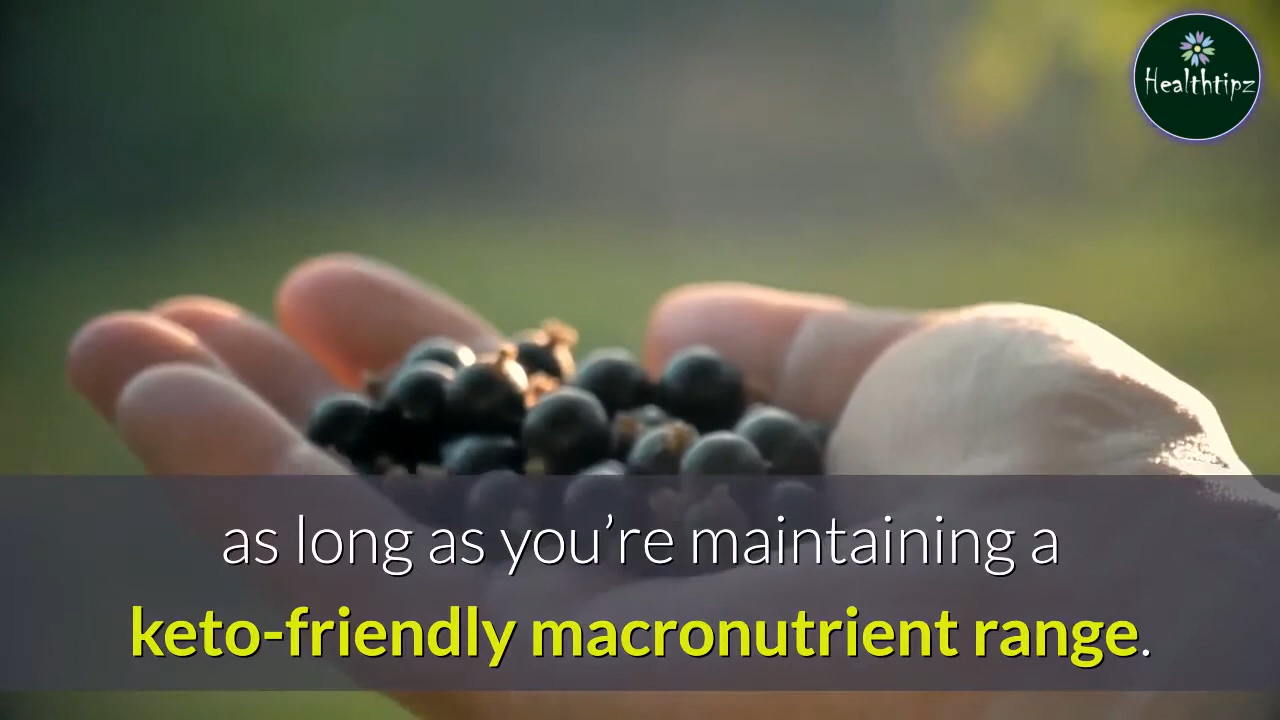 Healthtipz
as long as you’re maintaining a
keto-friendly macronutrient range.